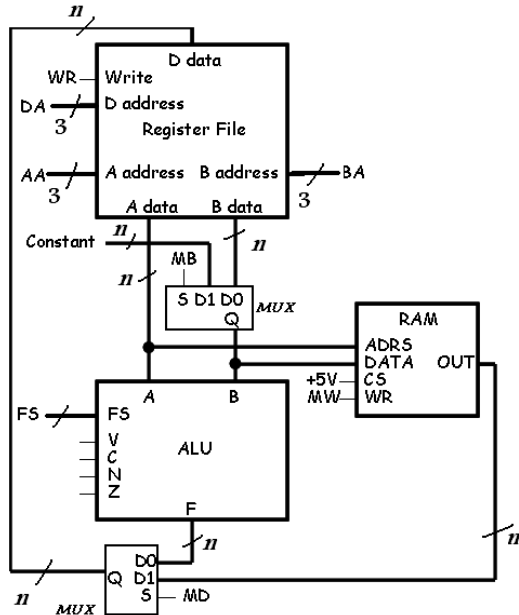 n
D data
WR Write
DA D address
3
Register File
AA A address B address BA
3 3
A data B data
Constant n n
n
MB
S D1 D0 MUX
Q
RAM
ADRS
DATA OUT
+5V CS
MW WR
A B
FS FS
V
C ALU
N
Z
F
n n
D0
Q D1
n S MD
MUX